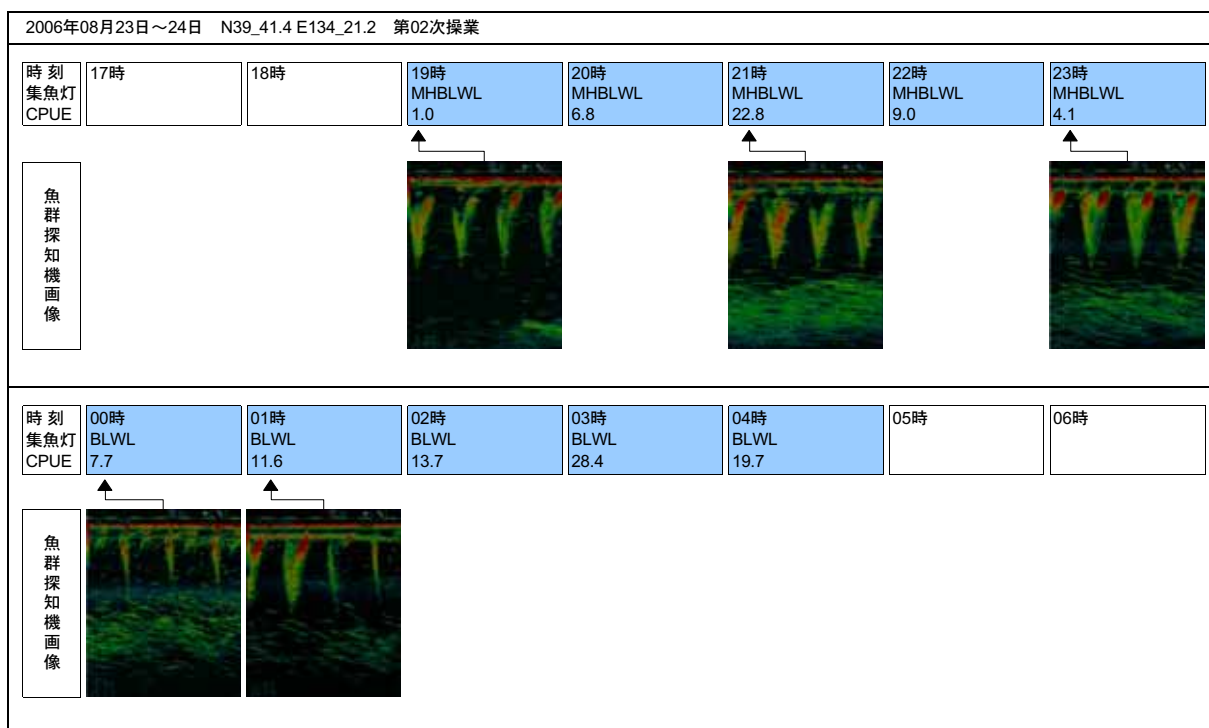 2006年08月23日～24日 N39_41.4 E134_21.2 第02次操業
時刻
集魚灯
CPUE
17時
18時
19時
MHBLWL
1.0
20時
MHBLWL
6.8
21時
MHBLWL
22.8
22時
MHBLWL
9.0
23時
MHBLWL
4.1
魚群探知機画像
時刻
集魚灯
CPUE
00時
BLWL
7.7
01時
BLWL
11.6
02時
BLWL
13.7
03時
BLWL
28.4
04時
BLWL
19.7
05時
06時
魚群探知機画像